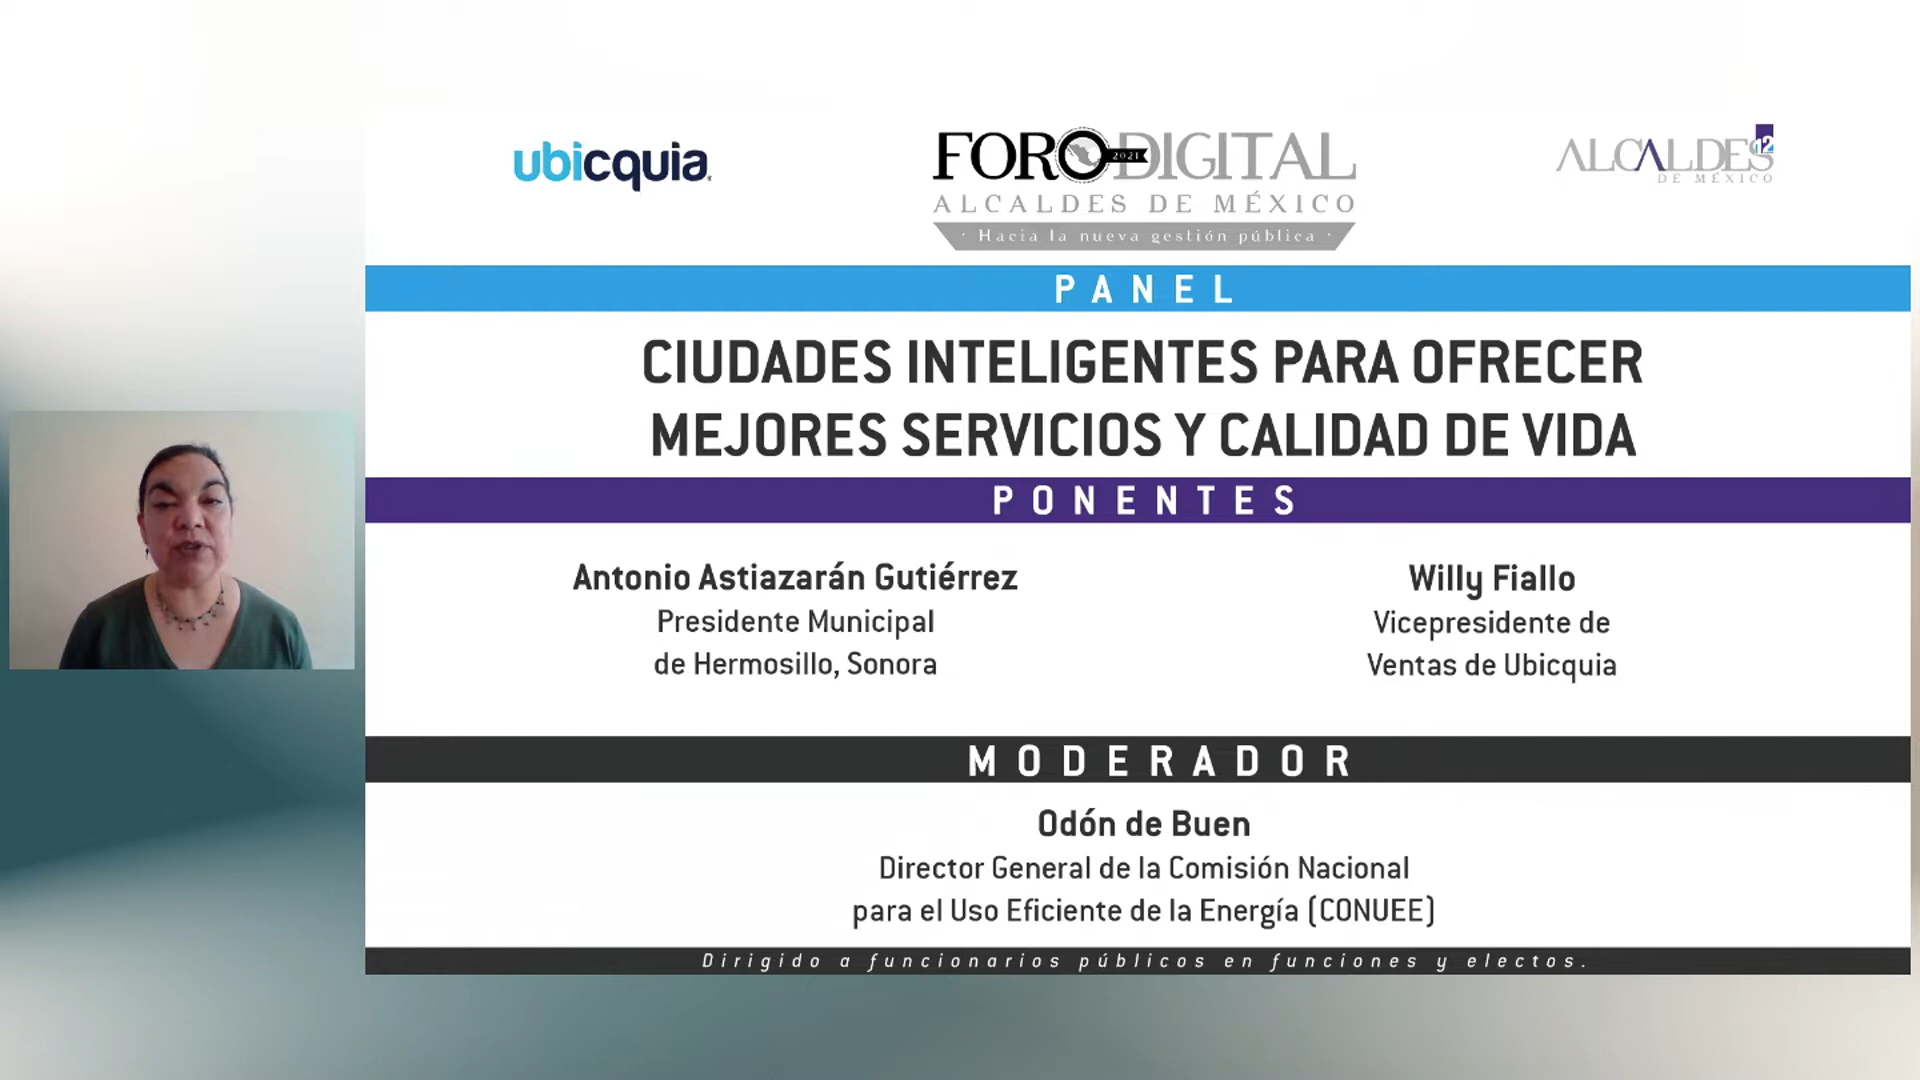 ubicquia
FORO DIGITAL
2021
ALCALDES DE MÉXICO
· Hacia la nueva gestión pública ·
ALCALDES
12
DE MÉXICO
PANEL
CIUDADES INTELIGENTES PARA OFRECER
MEJORES SERVICIOS Y CALIDAD DE VIDA
PONENTES
Antonio Astiazarán Gutiérrez
Presidente Municipal
de Hermosillo, Sonora
Willy Fiallo
Vicepresidente de
Ventas de Ubicquia
MODERADOR
Odón de Buen
Director General de la Comisión Nacional
para el Uso Eficiente de la Energía (CONUEE)
Dirigido a funcionarios públicos en funciones y electos.